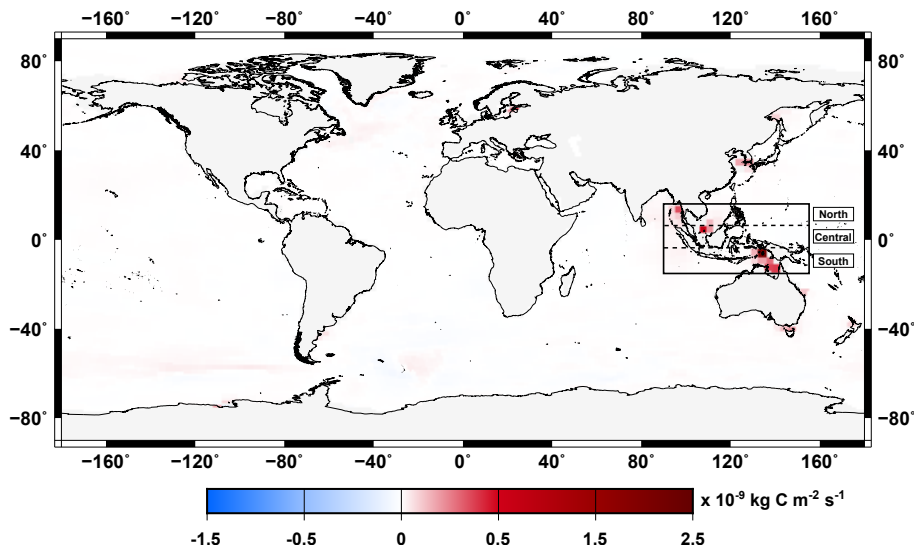 −160˚ −120˚ −80˚ −40˚ 0˚ 40˚ 80˚ 120˚ 160˚
80˚ 80˚
40˚ 40˚
North
0˚ Central 0˚
South
−40˚ −40˚
−80˚ −80˚
−160˚ −120˚ −80˚ −40˚ 0˚ 40˚ 80˚ 120˚ 160˚
x 10⁻⁹ kg C m⁻² s⁻¹
-1.5 -0.5 0 0.5 1.5 2.5